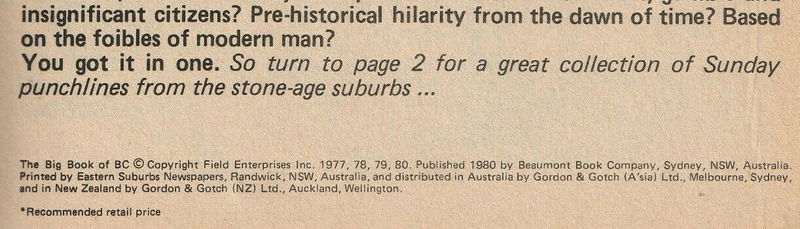 insignificant citizens? Pre-historical hilarity from the dawn of time? Based
on the foibles of modern man?
You got it in one. So turn to page 2 for a great collection of Sunday
punchlines from the stone-age suburbs ...
The Big Book of BC © Copyright Field Enterprises Inc. 1977, 78, 79, 80. Published 1980 by Beaumont Book Company, Sydney, NSW, Australia.
Printed by Eastern Suburbs Newspapers, Randwick, NSW, Australia, and distributed in Australia by Gordon & Gotch (A'sia) Ltd., Melbourne, Sydney,
and in New Zealand by Gordon & Gotch (NZ) Ltd., Auckland, Wellington.
*Recommended retail price